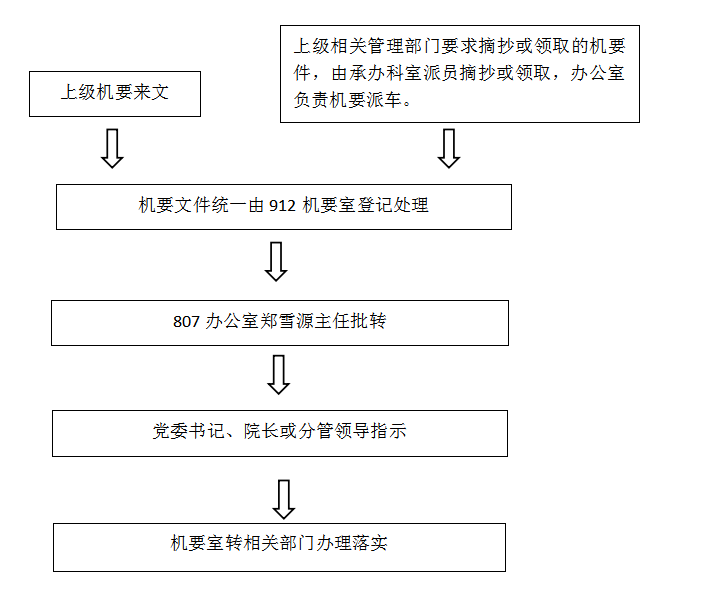 上级机要来文
上级相关管理部门要求摘抄或领取的机要
件，由承办科室派员摘抄或领取，办公室
负责机要派车。
机要文件统一由 912 机要室登记处理
807 办公室郑雪源主任批转
党委书记、院长或分管领导指示
机要室转相关部门办理落实